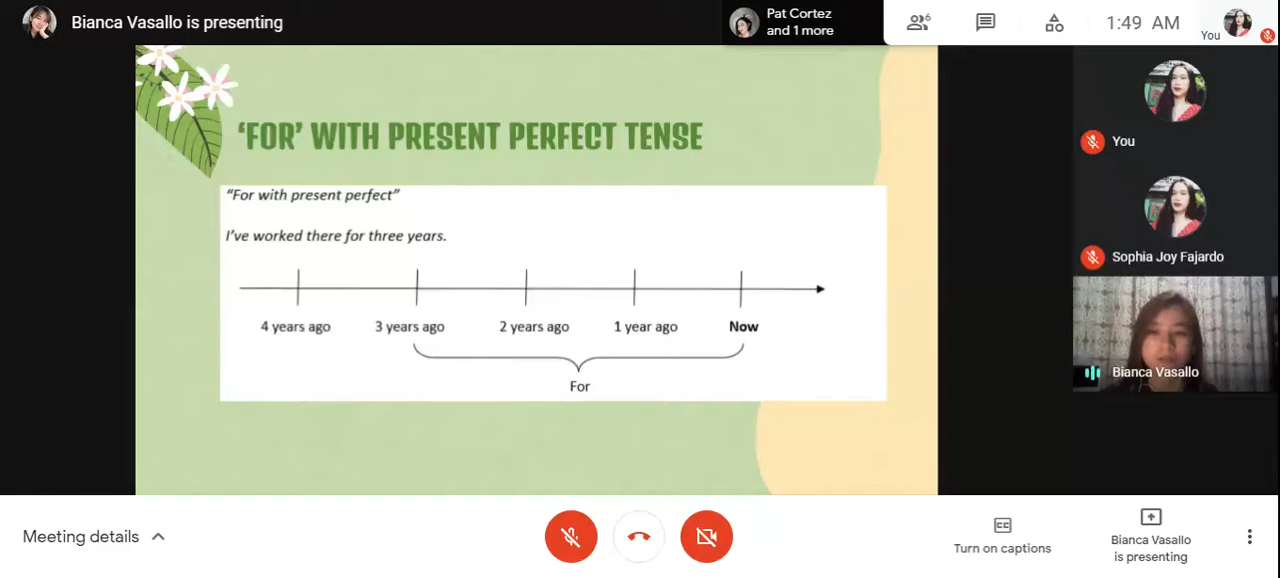 Bianca Vasallo is presenting
Pat Cortez
and 1 more
6
1:49 AM
You
'FOR' WITH PRESENT PERFECT TENSE
"For with present perfect"
I've worked there for three years.
4 years ago 3 years ago 2 years ago 1 year ago Now
For
You
Sophia Joy Fajardo
Bianca Vasallo
Meeting details
CC
Turn on captions
Bianca Vasallo
is presenting